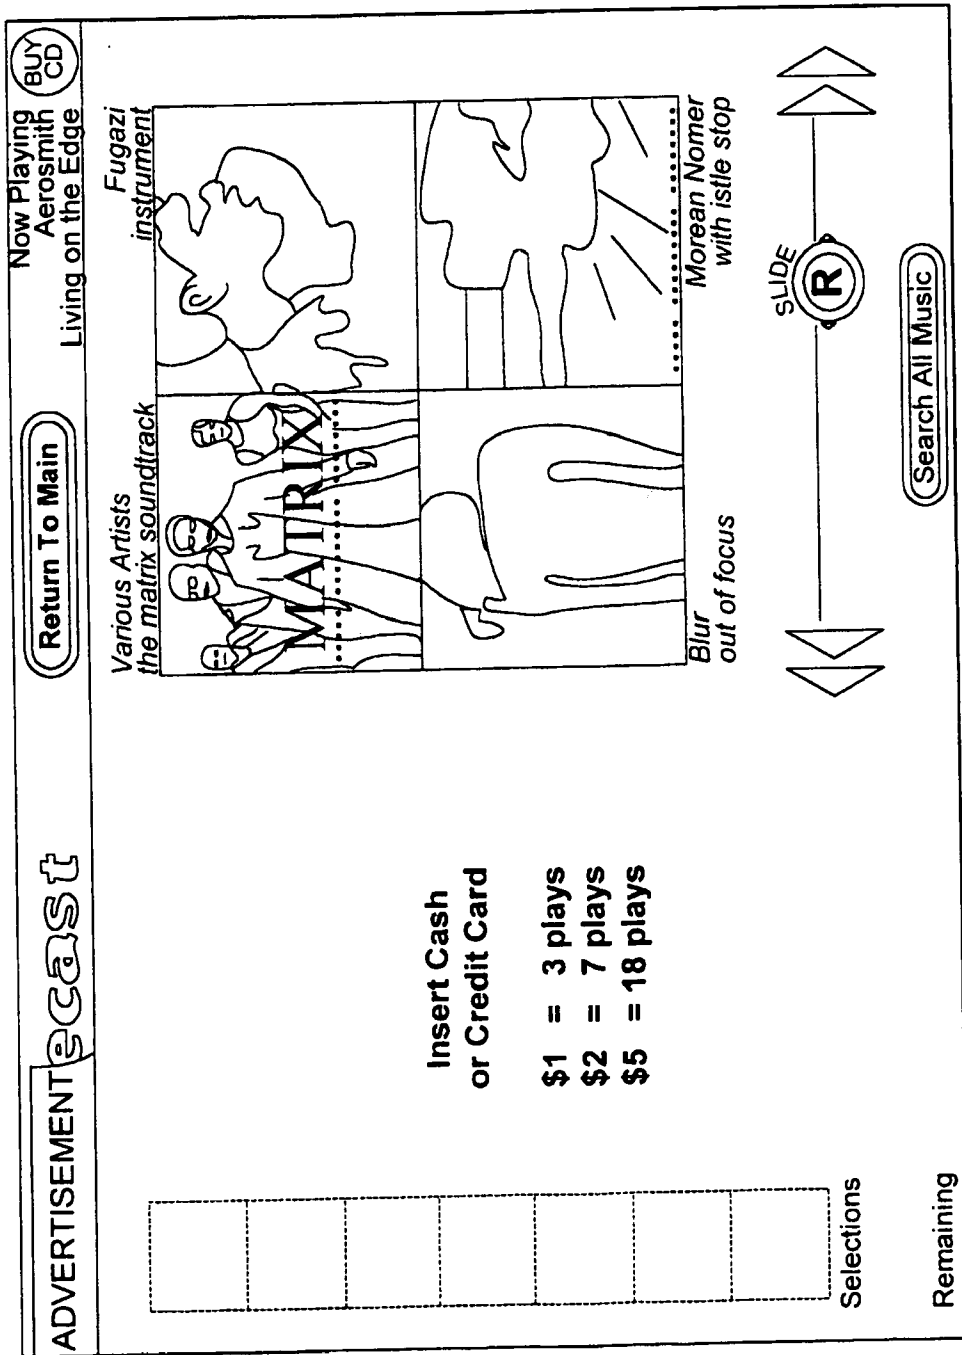 ADVERTISEMENT
ecast
Return To Main
Now Playing
Aerosmith
Living on the Edge
BUY
CD
Various Artists
the matrix soundtrack
Fugazi
instrument
MATRIX
Insert Cash
or Credit Card
$1 = 3 plays
$2 = 7 plays
$5 = 18 plays
Blur
out of focus
Morean Nomer
with istle stop
SLIDE
R
Search All Music
Selections
Remaining